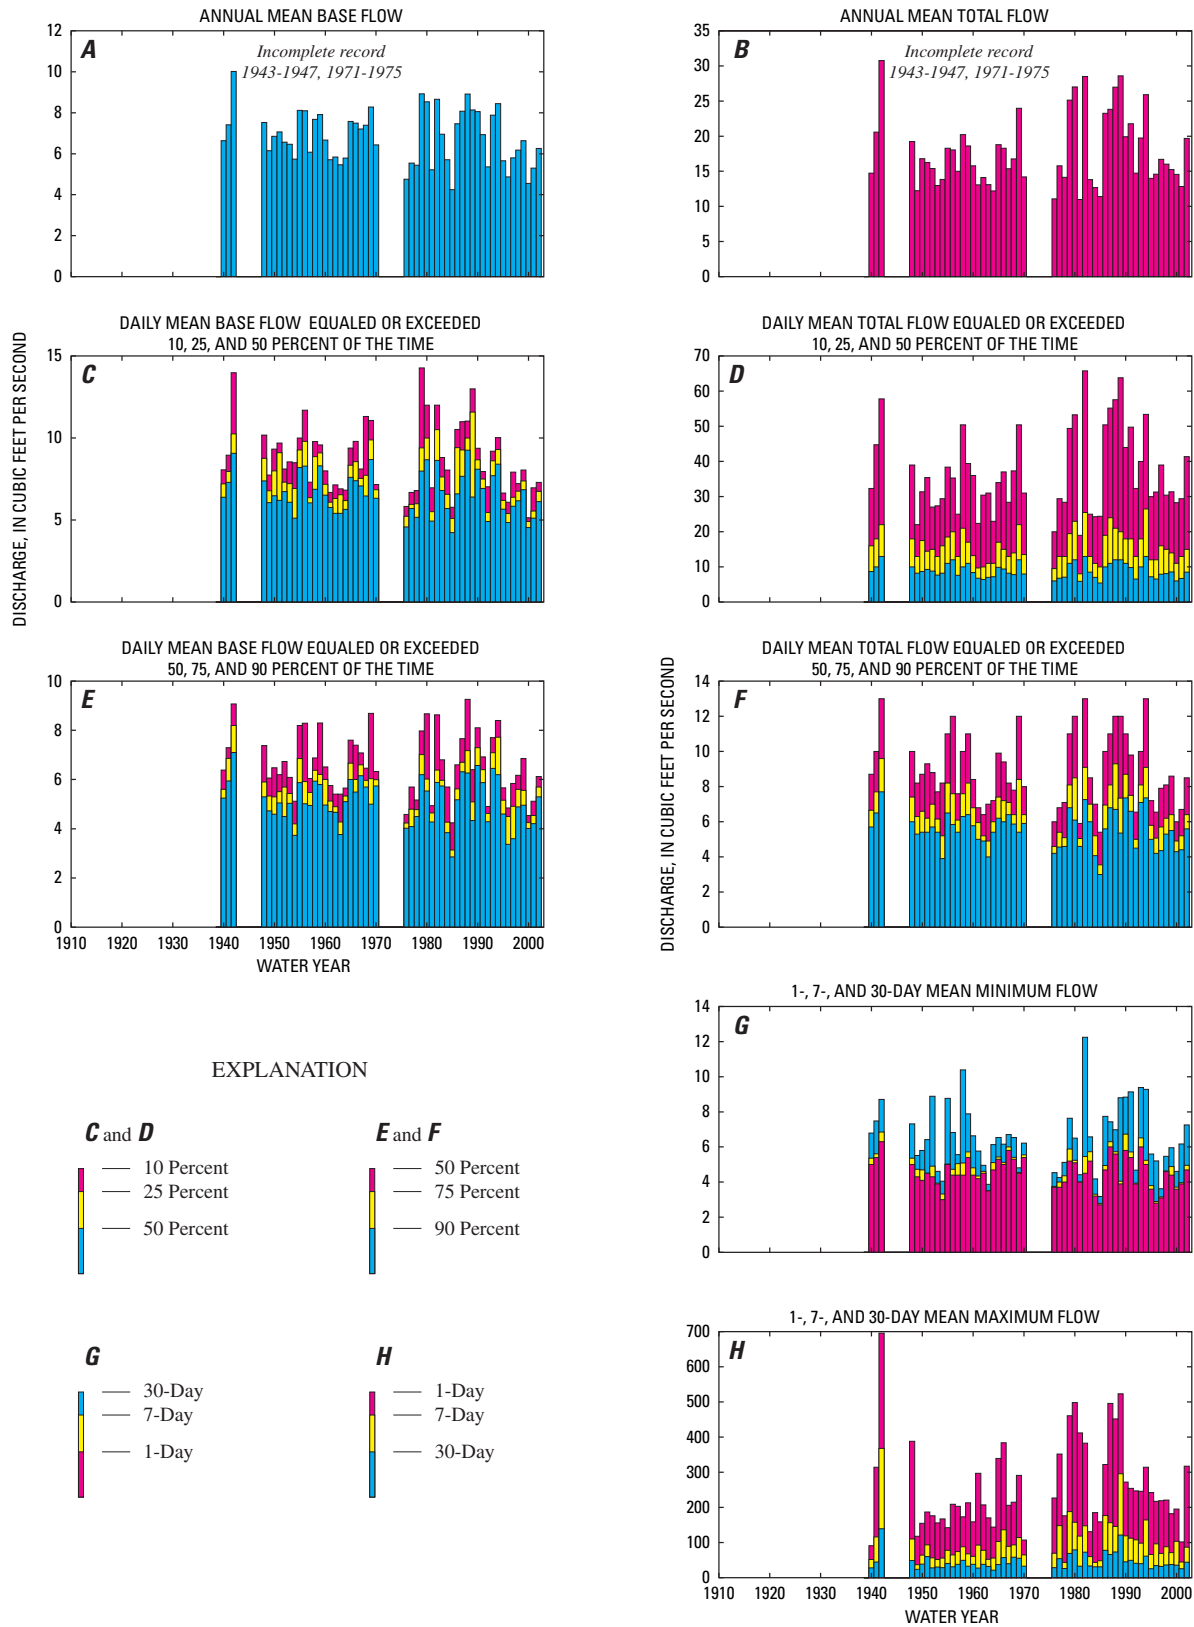 ANNUAL MEAN BASE FLOW
12
10
8
6
4
2
0
A
Incomplete record
1943-1947, 1971-1975
ANNUAL MEAN TOTAL FLOW
35
30
25
20
15
10
5
0
B
Incomplete record
1943-1947, 1971-1975
DISCHARGE, IN CUBIC FEET PER SECOND
DAILY MEAN BASE FLOW EQUALED OR EXCEEDED
10, 25, AND 50 PERCENT OF THE TIME
15
10
5
0
C
DAILY MEAN TOTAL FLOW EQUALED OR EXCEEDED
10, 25, AND 50 PERCENT OF THE TIME
70
60
50
40
30
20
10
0
D
DAILY MEAN BASE FLOW EQUALED OR EXCEEDED
50, 75, AND 90 PERCENT OF THE TIME
10
8
6
4
2
0
E
1910 1920 1930 1940 1950 1960 1970 1980 1990 2000
WATER YEAR
DISCHARGE, IN CUBIC FEET PER SECOND
DAILY MEAN TOTAL FLOW EQUALED OR EXCEEDED
50, 75, AND 90 PERCENT OF THE TIME
14
12
10
8
6
4
2
0
F
1-, 7-, AND 30-DAY MEAN MINIMUM FLOW
14
12
10
8
6
4
2
0
G
EXPLANATION
C and D
10 Percent
25 Percent
50 Percent
E and F
50 Percent
75 Percent
90 Percent
G
30-Day
7-Day
1-Day
H
1-Day
7-Day
30-Day
1-, 7-, AND 30-DAY MEAN MAXIMUM FLOW
700
600
500
400
300
200
100
0
H
1910 1920 1930 1940 1950 1960 1970 1980 1990 2000
WATER YEAR